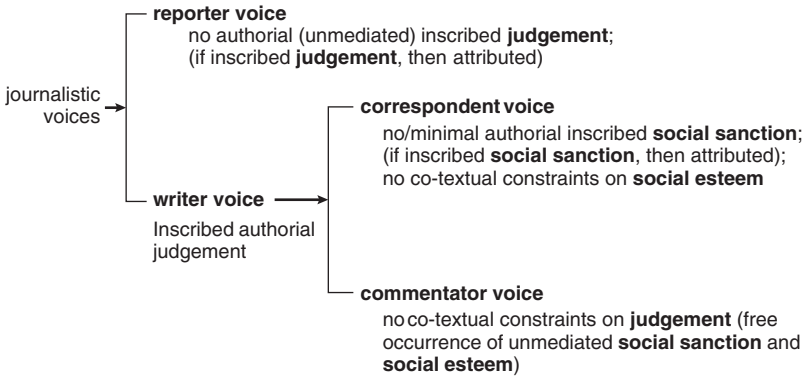 reporter voice
no authorial (unmediated) inscribed judgement;
(if inscribed judgement, then attributed)
journalistic
voices
correspondent voice
no/minimal authorial inscribed social sanction;
(if inscribed social sanction, then attributed);
no co-textual constraints on social esteem
writer voice
Inscribed authorial
judgement
commentator voice
no co-textual constraints on judgement (free
occurrence of unmediated social sanction and
social esteem)